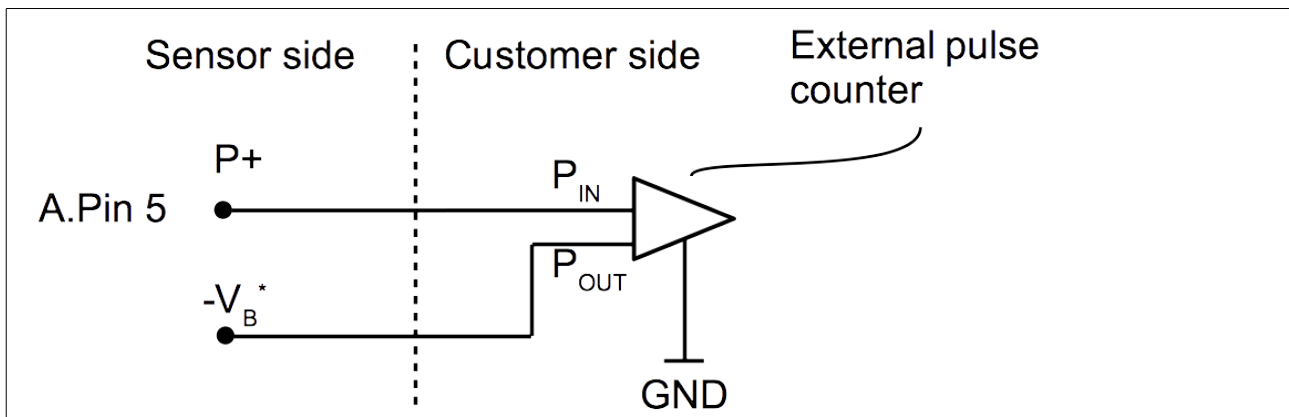 Sensor side
Customer side
External pulse
counter
P+
A.Pin 5
P_IN
P_OUT
-V_B*
GND